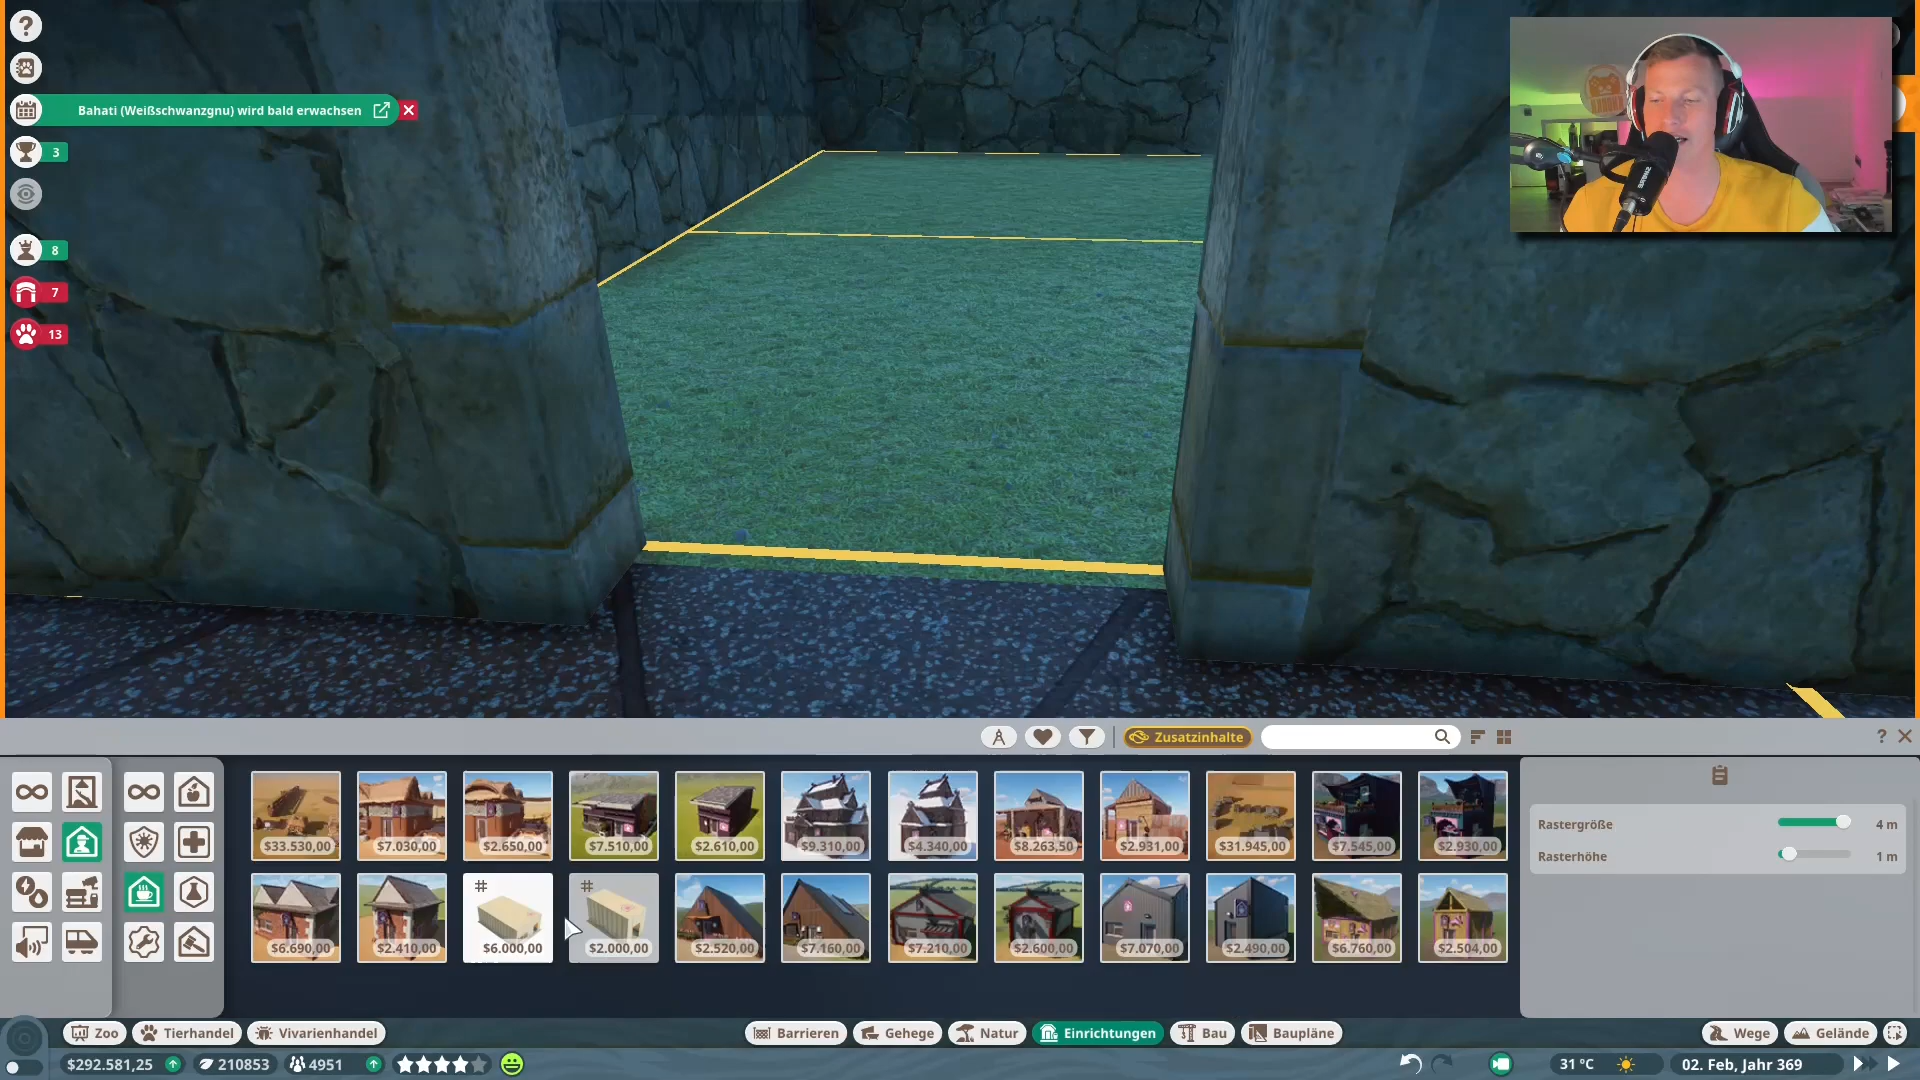 ?
Bahati (Weißschwanzgnu) wird bald erwachsen
3
8
7
13
Zusatzinhalte
?
$33.530,00
$7.030,00
$2.650,00
$7.510,00
$2.610,00
$9.310,00
$4.340,00
$8.263,50
$2.931,00
$31.945,00
$7.545,00
$2.930,00
$6.690,00
$2.410,00
$6.000,00
$2.000,00
$2.520,00
$7.160,00
$7.210,00
$2.600,00
$7.070,00
$2.490,00
$6.760,00
$2.504,00
Rastergröße 4 m
Rasterhöhe 1 m
Zoo
Tierhandel
Vivarienhandel
Barrieren
Gehege
Natur
Einrichtungen
Bau
Baupläne
Wege
Gelände
$292.581,25
210853
4951
31 °C
02. Feb, Jahr 369